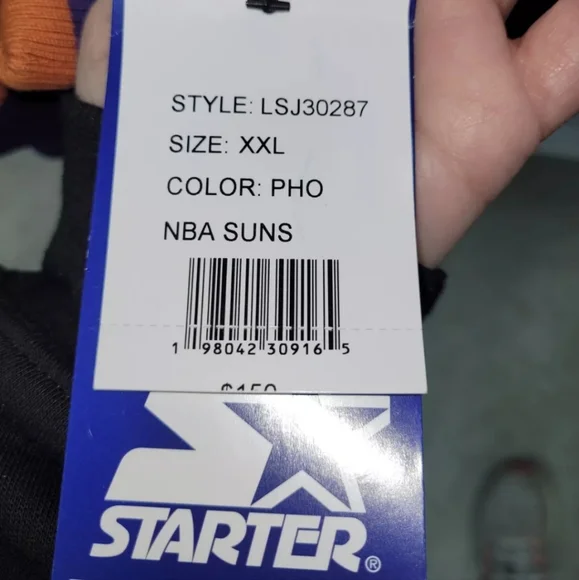 STYLE: LSJ30287
SIZE: XXL
COLOR: PHO
NBA SUNS
1 98042 30916 5
STARTER®